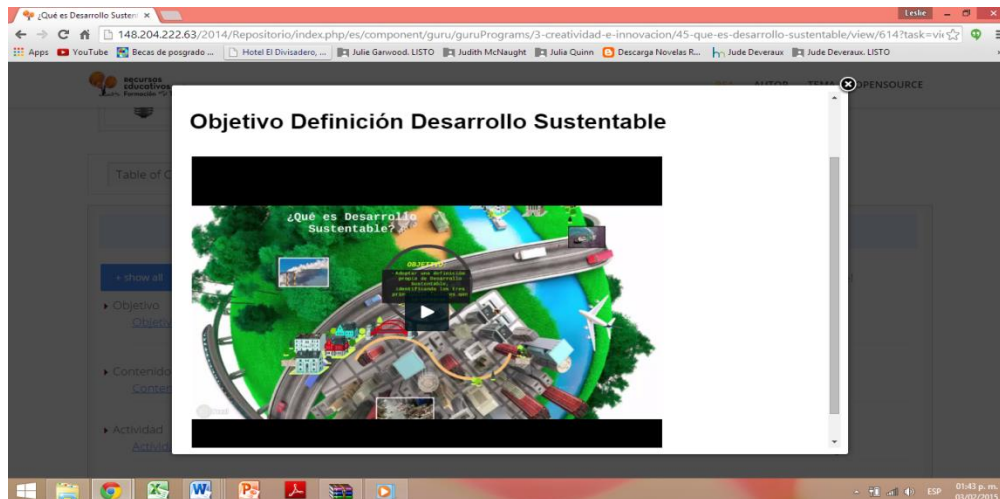 ¿Qué es Desarrollo Sustent
Leslie
148.204.222.63/2014/Repositorio/index.php/es/component/guru/guruPrograms/3-creatividad-e-innovacion/45-que-es-desarrollo-sustentable/view/614?task=vi
Apps YouTube Becas de posgrado ... Hotel El Divisadero, ... Julie Garwood. LISTO Judith McNaught Julia Quinn Descarga Novelas R... Jude Deveraux Jude Deveraux. LISTO
RECURSOS
educativos
AUTOR TEMA OPENSOURCE
Objetivo Definición Desarrollo Sustentable
Table of C
¿Qué es Desarrollo
Sustentable?
OBJETIVO
Adoptar una definición
propia de Desarrollo
Sustentable,
identificando los tres
+ show all
Objetivo
Objetiv
Contenido
Conten
Actividad
Activid
ESP
01:43 p. m.
03/02/2015